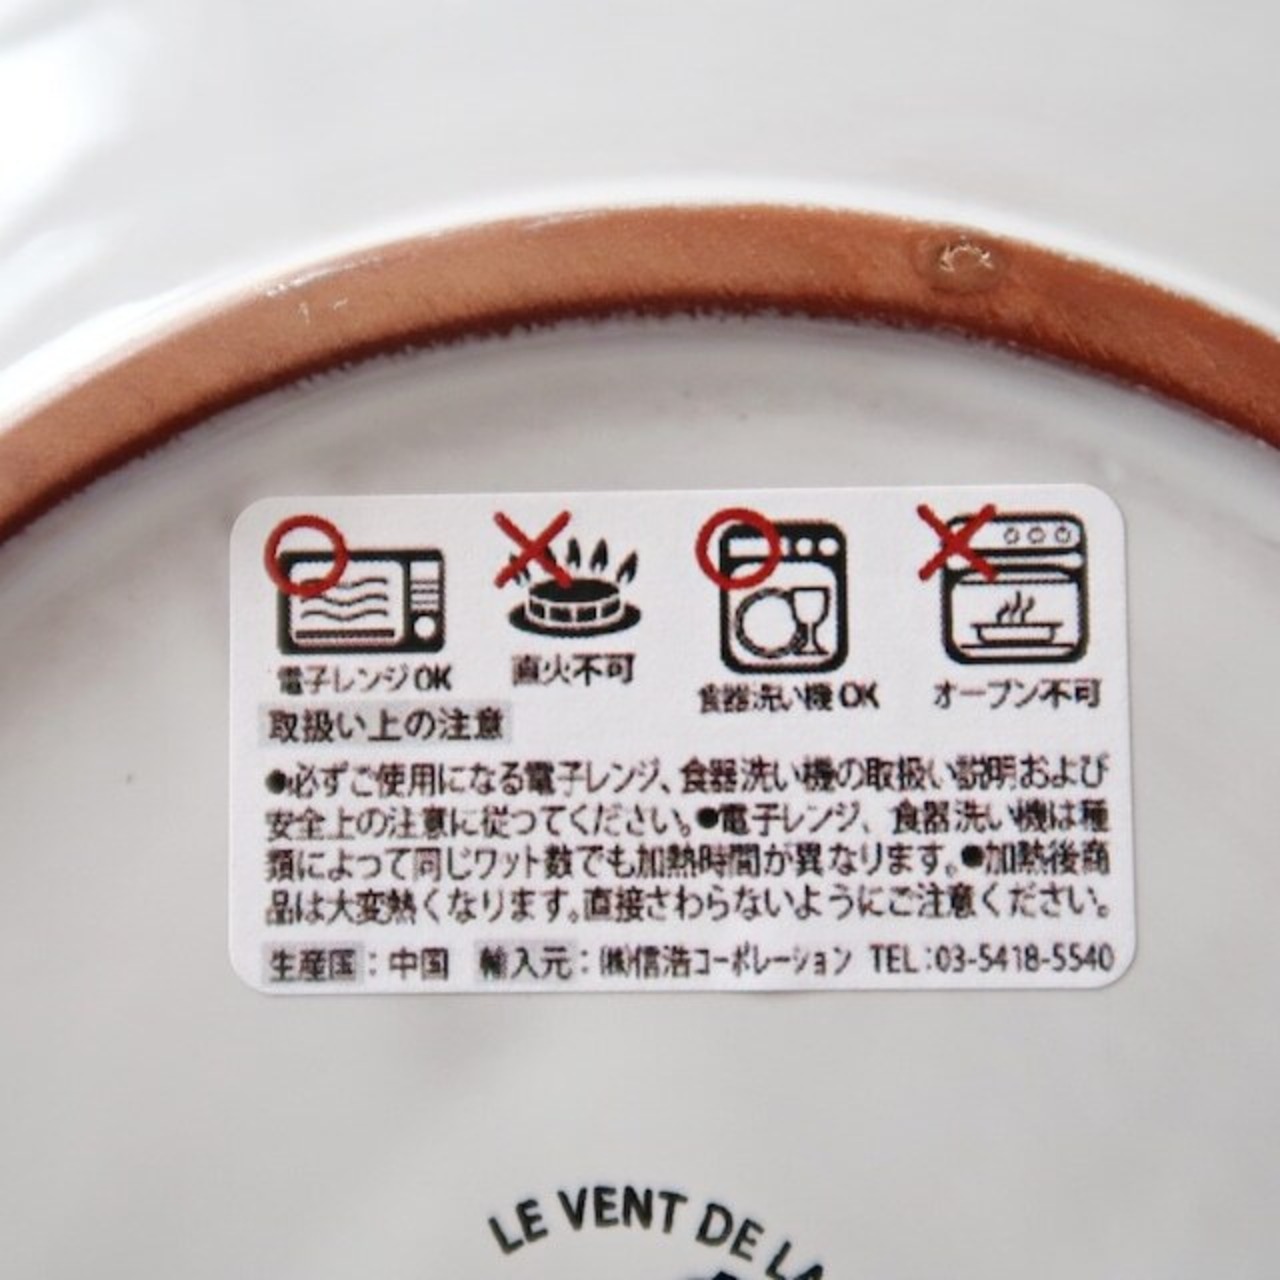 電子レンジOK
直火不可
食器洗い機OK
オーブン不可
取扱い上の注意
●必ずご使用になる電子レンジ、食器洗い機の取扱い説明および
安全上の注意に従ってください。●電子レンジ、食器洗い機は種
類によって同じワット数でも加熱時間が異なります。●加熱後商
品は大変熱くなります。直接さわらないようにご注意ください。
生産国：中国 輸入元：㈱信浩コーポレーション TEL:03-5418-5540
LE VENT DE LA